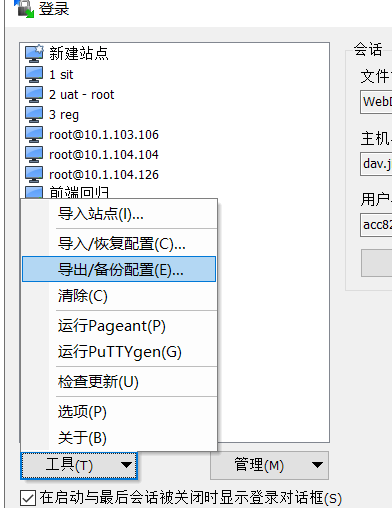 登录
新建站点
1 sit
2 uat - root
3 reg
root@10.1.103.106
root@10.1.104.104
root@10.1.104.126
前端回归
导入站点(I)...
导入/恢复配置(C)...
导出/备份配置(E)...
清除(C)
运行Pageant(P)
运行PuTTYgen(G)
检查更新(U)
选项(P)
关于(B)
工具(T)
管理(M)
在启动与最后会话被关闭时显示登录对话框(S)
会话
文件
WebD
主机
dav.j
用户
acc82